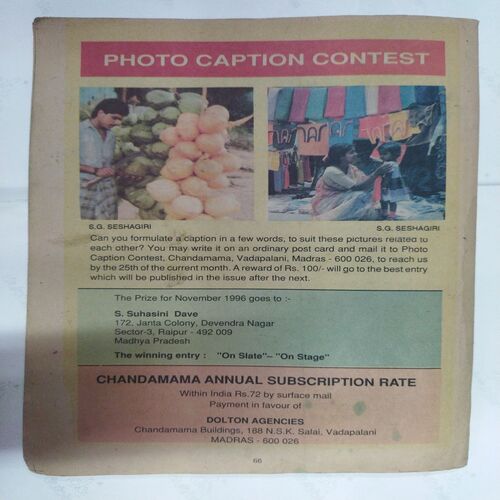 PHOTO CAPTION CONTEST
S.G. SESHAGIRI
S.G. SESHAGIRI
Can you formulate a caption in a few words, to suit these pictures related to
each other? You may write it on an ordinary post card and mail it to Photo
Caption Contest, Chandamama, Vadapalani, Madras - 600 026, to reach us
by the 25th of the current month. A reward of Rs. 100/- will go to the best entry
which will be published in the issue after the next.
The Prize for November 1996 goes to :-
S. Suhasini Dave
172, Janta Colony, Devendra Nagar
Sector-3, Raipur - 492 009
Madhya Pradesh
The winning entry : "On Slate"– "On Stage"
CHANDAMAMA ANNUAL SUBSCRIPTION RATE
Within India Rs.72 by surface mail
Payment in favour of
DOLTON AGENCIES
Chandamama Buildings, 188 N.S.K. Salai, Vadapalani
MADRAS - 600 026
66